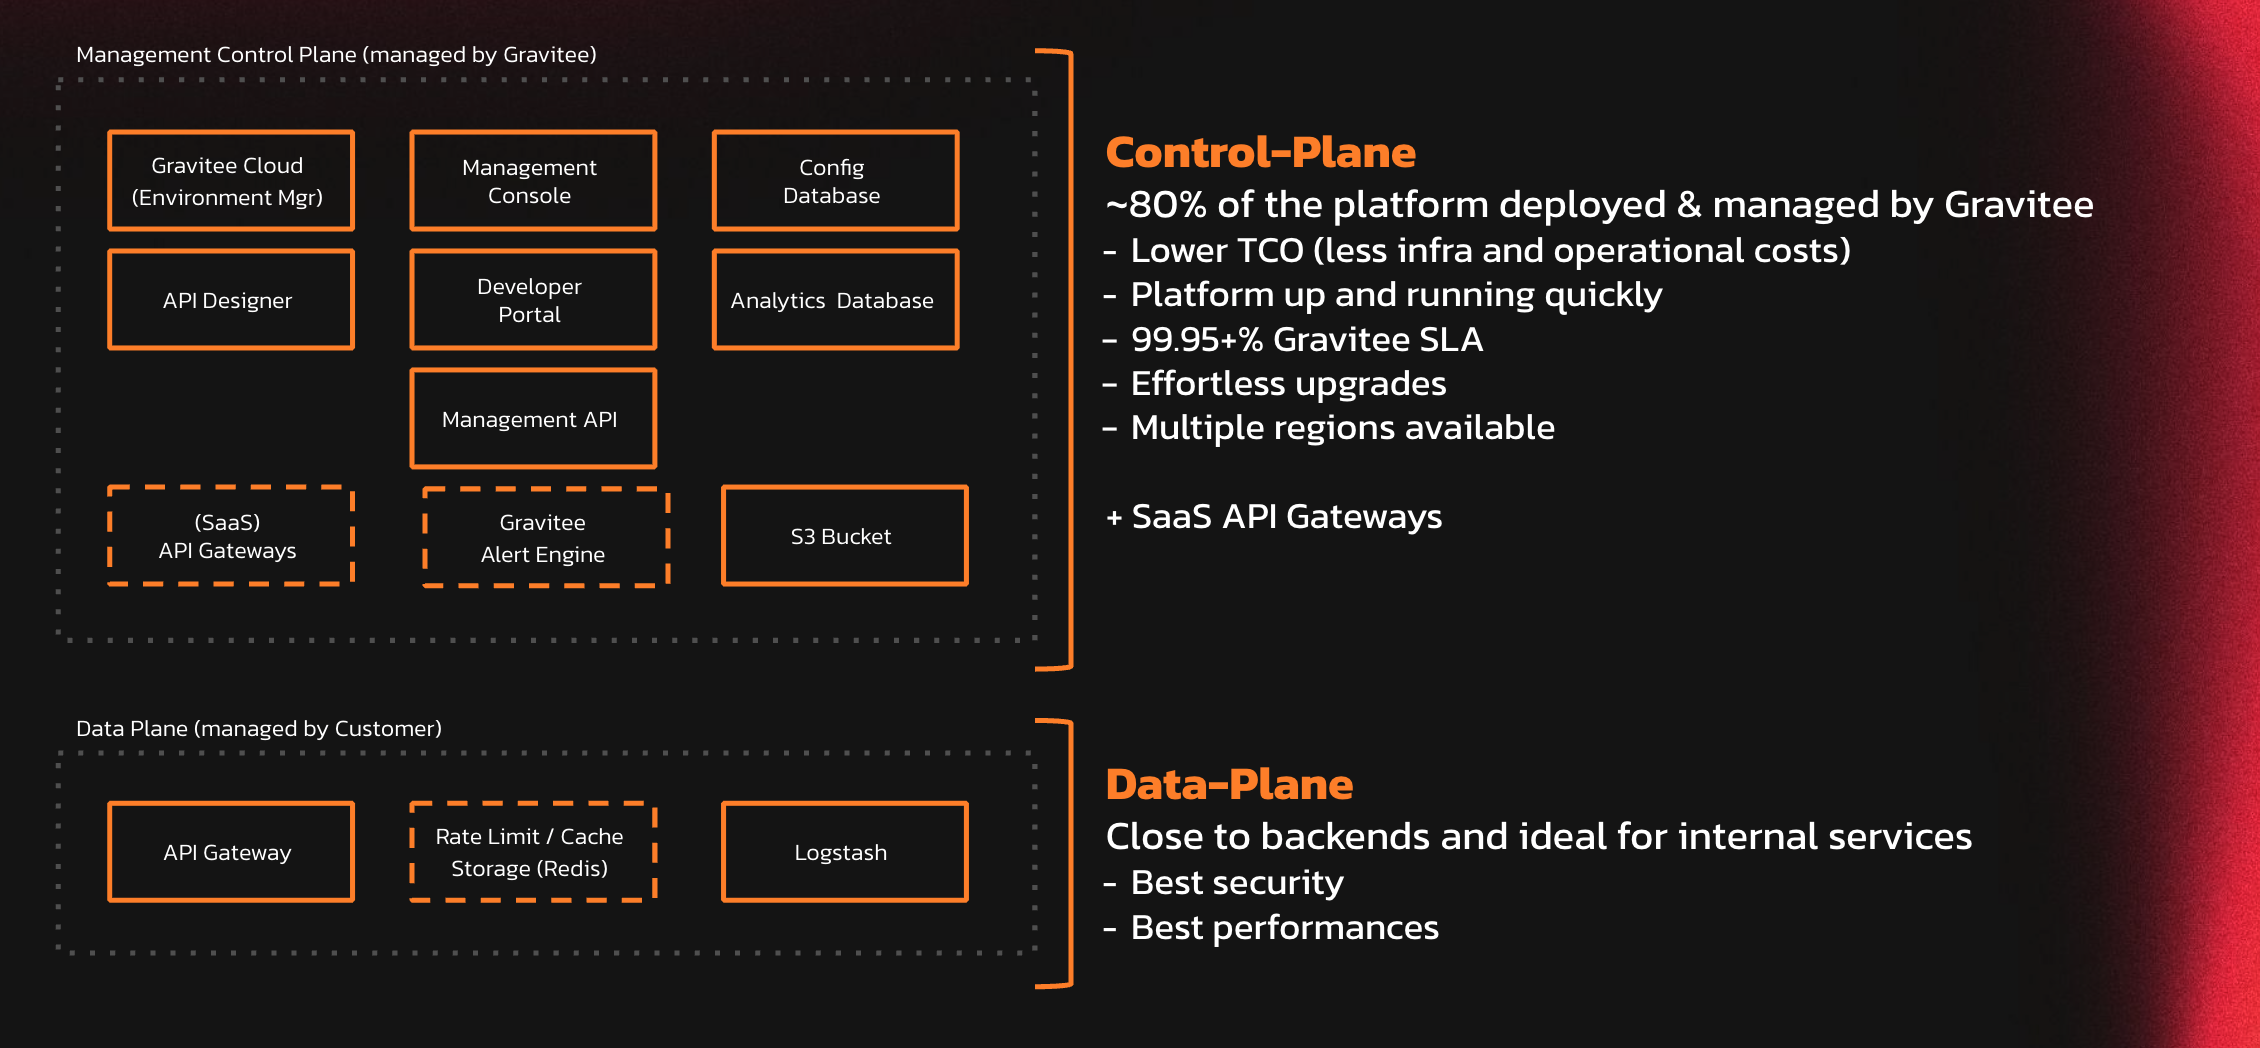 Management Control Plane (managed by Gravitee)
Gravitee Cloud
(Environment Mgr)
Management
Console
Config
Database
API Designer
Developer
Portal
Analytics  Database
Management API
(SaaS)
API Gateways
Gravitee
Alert Engine
S3 Bucket
Control-Plane
~80% of the platform deployed & managed by Gravitee
- Lower TCO (less infra and operational costs)
- Platform up and running quickly
- 99.95+% Gravitee SLA
- Effortless upgrades
- Multiple regions available
+ SaaS API Gateways
Data Plane (managed by Customer)
API Gateway
Rate Limit / Cache
Storage (Redis)
Logstash
Data-Plane
Close to backends and ideal for internal services
- Best security
- Best performances